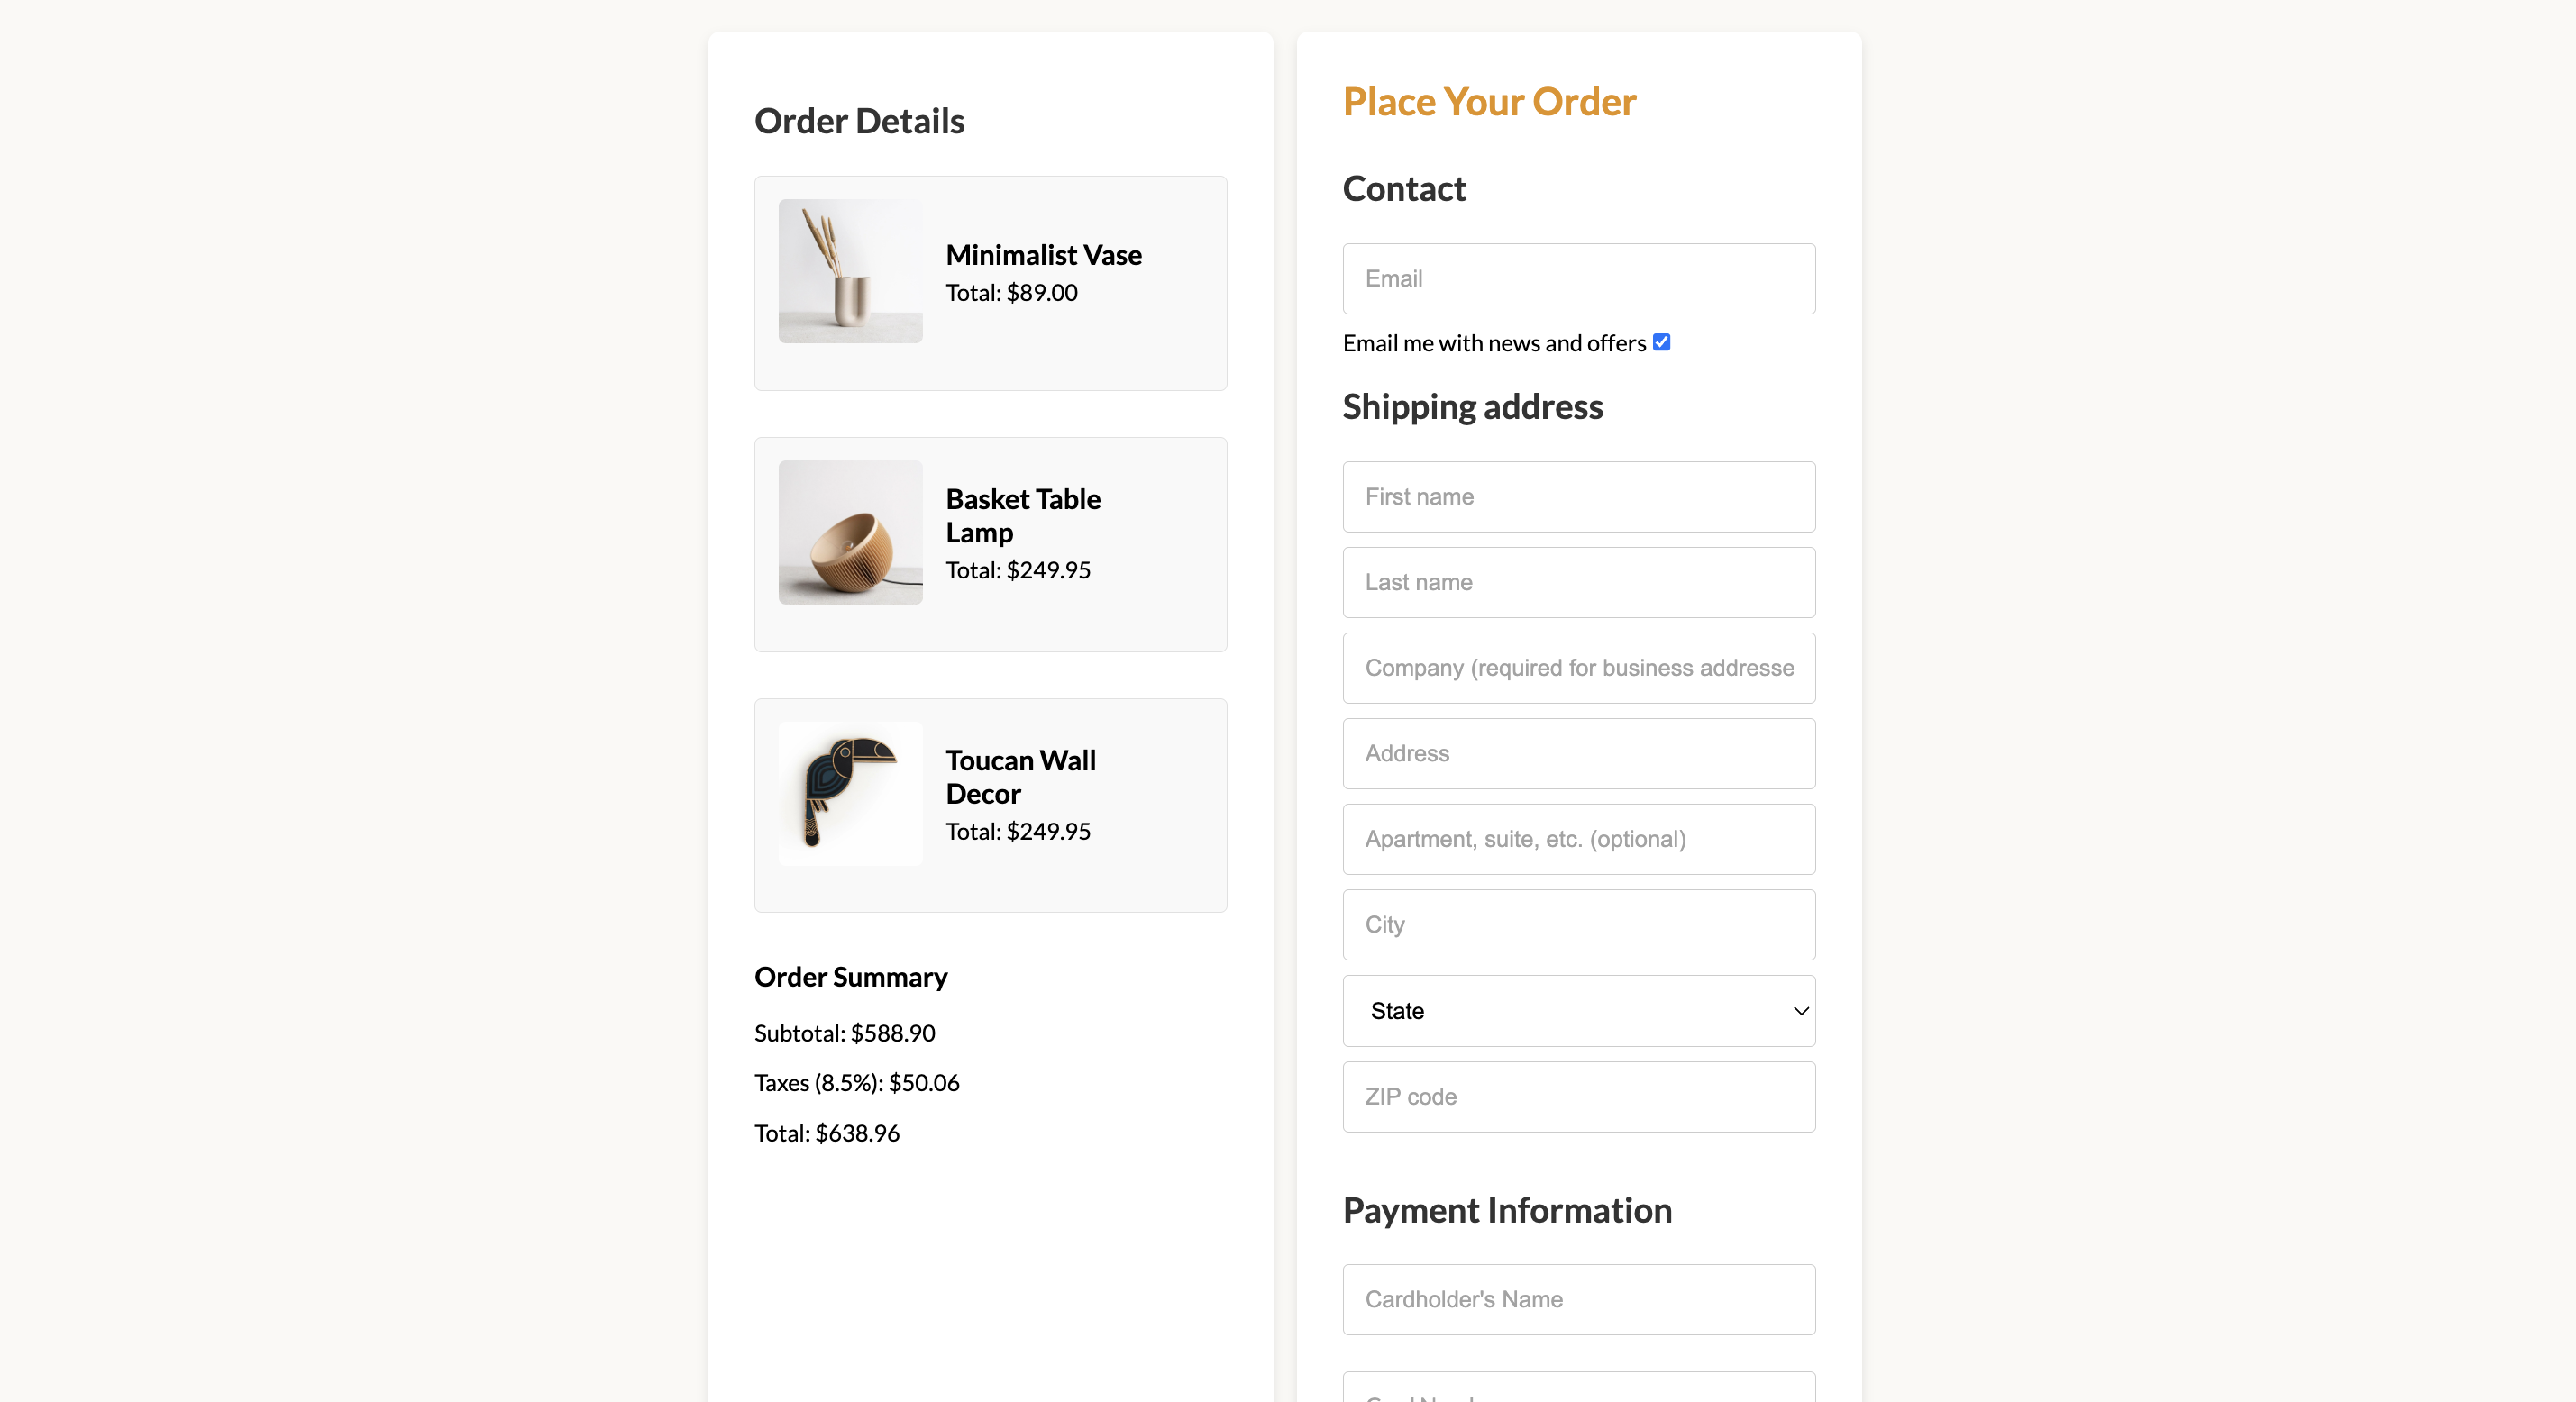 Order Details
Minimalist Vase
Total: $89.00
Basket Table
Lamp
Total: $249.95
Toucan Wall
Decor
Total: $249.95
Order Summary
Subtotal: $588.90
Taxes (8.5%): $50.06
Total: $638.96
Place Your Order
Contact
Email
Email me with news and offers
Shipping address
First name
Last name
Company (required for business addresse
Address
Apartment, suite, etc. (optional)
City
State
ZIP code
Payment Information
Cardholder's Name